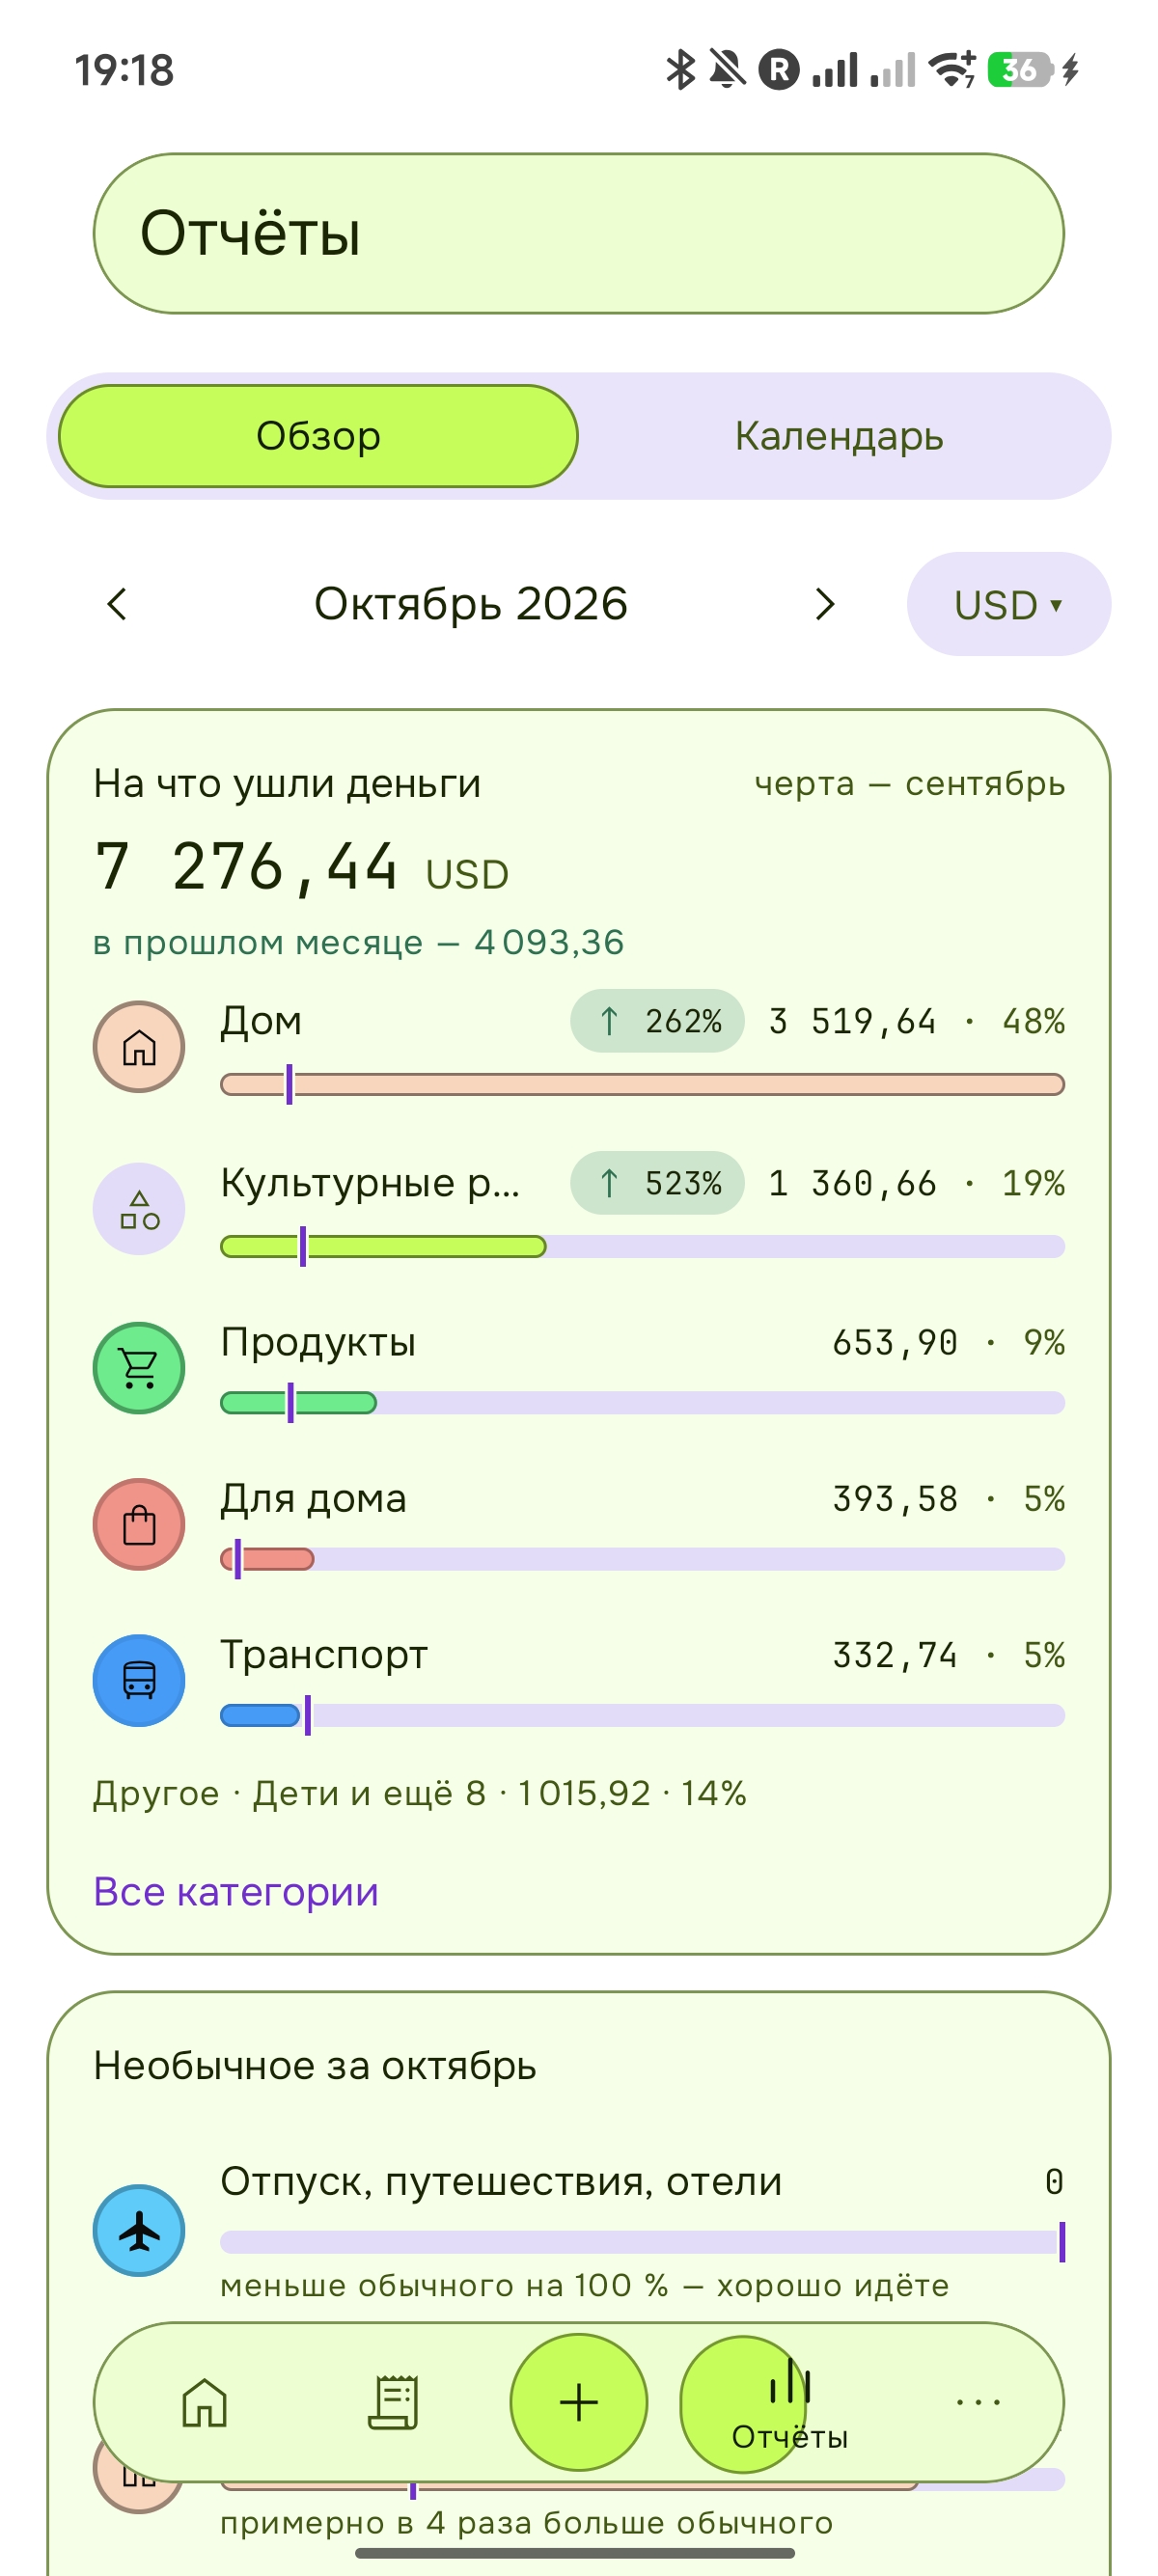 19:18
R
7
36
Отчёты
Обзор
Календарь
Октябрь 2026
USD ▾
На что ушли деньги
черта — сентябрь
7 276,44 USD
в прошлом месяце — 4 093,36
Дом ↑ 262% 3 519,64 · 48%
Культурные р... ↑ 523% 1 360,66 · 19%
Продукты 653,90 · 9%
Для дома 393,58 · 5%
Транспорт 332,74 · 5%
Другое · Дети и ещё 8 · 1 015,92 · 14%
Все категории
Необычное за октябрь
Отпуск, путешествия, отели 0
меньше обычного на 100 % — хорошо идёте
Отчёты
примерно в 4 раза больше обычного